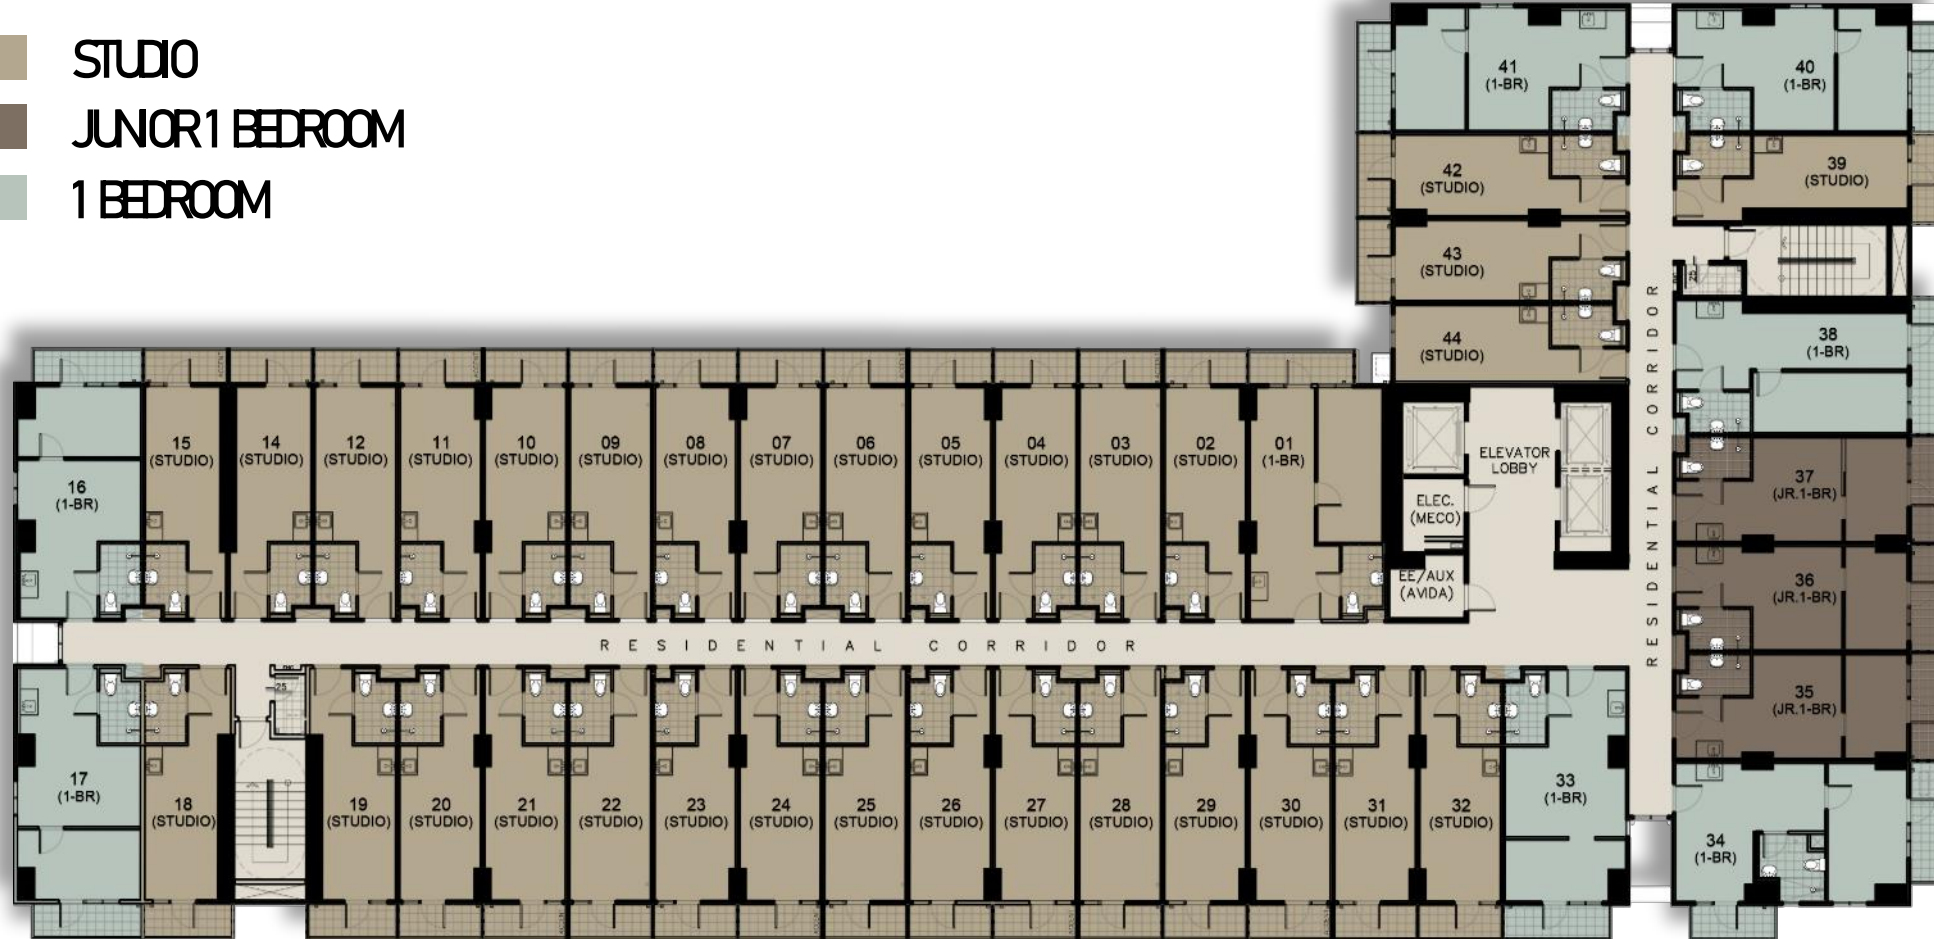 STUDIO
JUNIOR 1 BEDROOM
1 BEDROOM
41
(1-BR)
40
(1-BR)
42
(STUDIO)
39
(STUDIO)
43
(STUDIO)
25
44
(STUDIO)
38
(1-BR)
RESIDENTIAL CORRIDOR
15
(STUDIO)
14
(STUDIO)
12
(STUDIO)
11
(STUDIO)
10
(STUDIO)
09
(STUDIO)
08
(STUDIO)
07
(STUDIO)
06
(STUDIO)
05
(STUDIO)
04
(STUDIO)
03
(STUDIO)
02
(STUDIO)
01
(1-BR)
ELEVATOR
LOBBY
16
(1-BR)
37
(JR.1-BR)
ELEC.
(MECO)
EE/AUX
(AVIDA)
36
(JR.1-BR)
RESIDENTIAL CORRIDOR
35
(JR.1-BR)
25
17
(1-BR)
18
(STUDIO)
19
(STUDIO)
20
(STUDIO)
21
(STUDIO)
22
(STUDIO)
23
(STUDIO)
24
(STUDIO)
25
(STUDIO)
26
(STUDIO)
27
(STUDIO)
28
(STUDIO)
29
(STUDIO)
30
(STUDIO)
31
(STUDIO)
32
(STUDIO)
33
(1-BR)
34
(1-BR)
RESIDENTIAL CORRIDOR